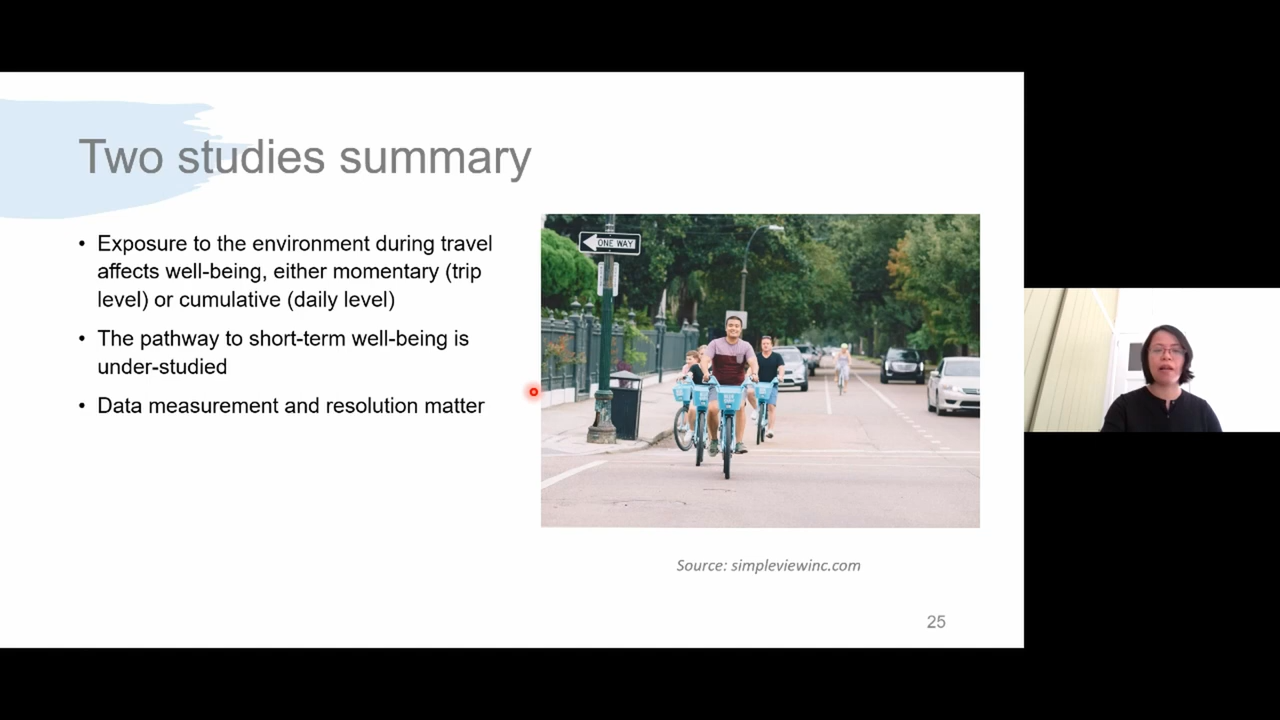 Two studies summary
• Exposure to the environment during travel
affects well-being, either momentary (trip
level) or cumulative (daily level)
• The pathway to short-term well-being is
under-studied
• Data measurement and resolution matter
ONE WAY
Source: simpleviewinc.com
25